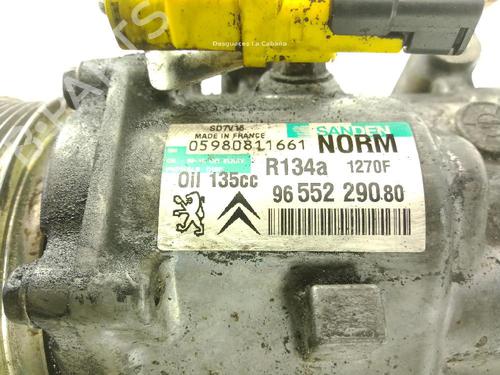 Desguaces La Cabaña
SD7V16
MADE IN FRANCE
SANDEN
05980811661
NORM
R134a 1270F
Oil 135cc
96 552 290.80